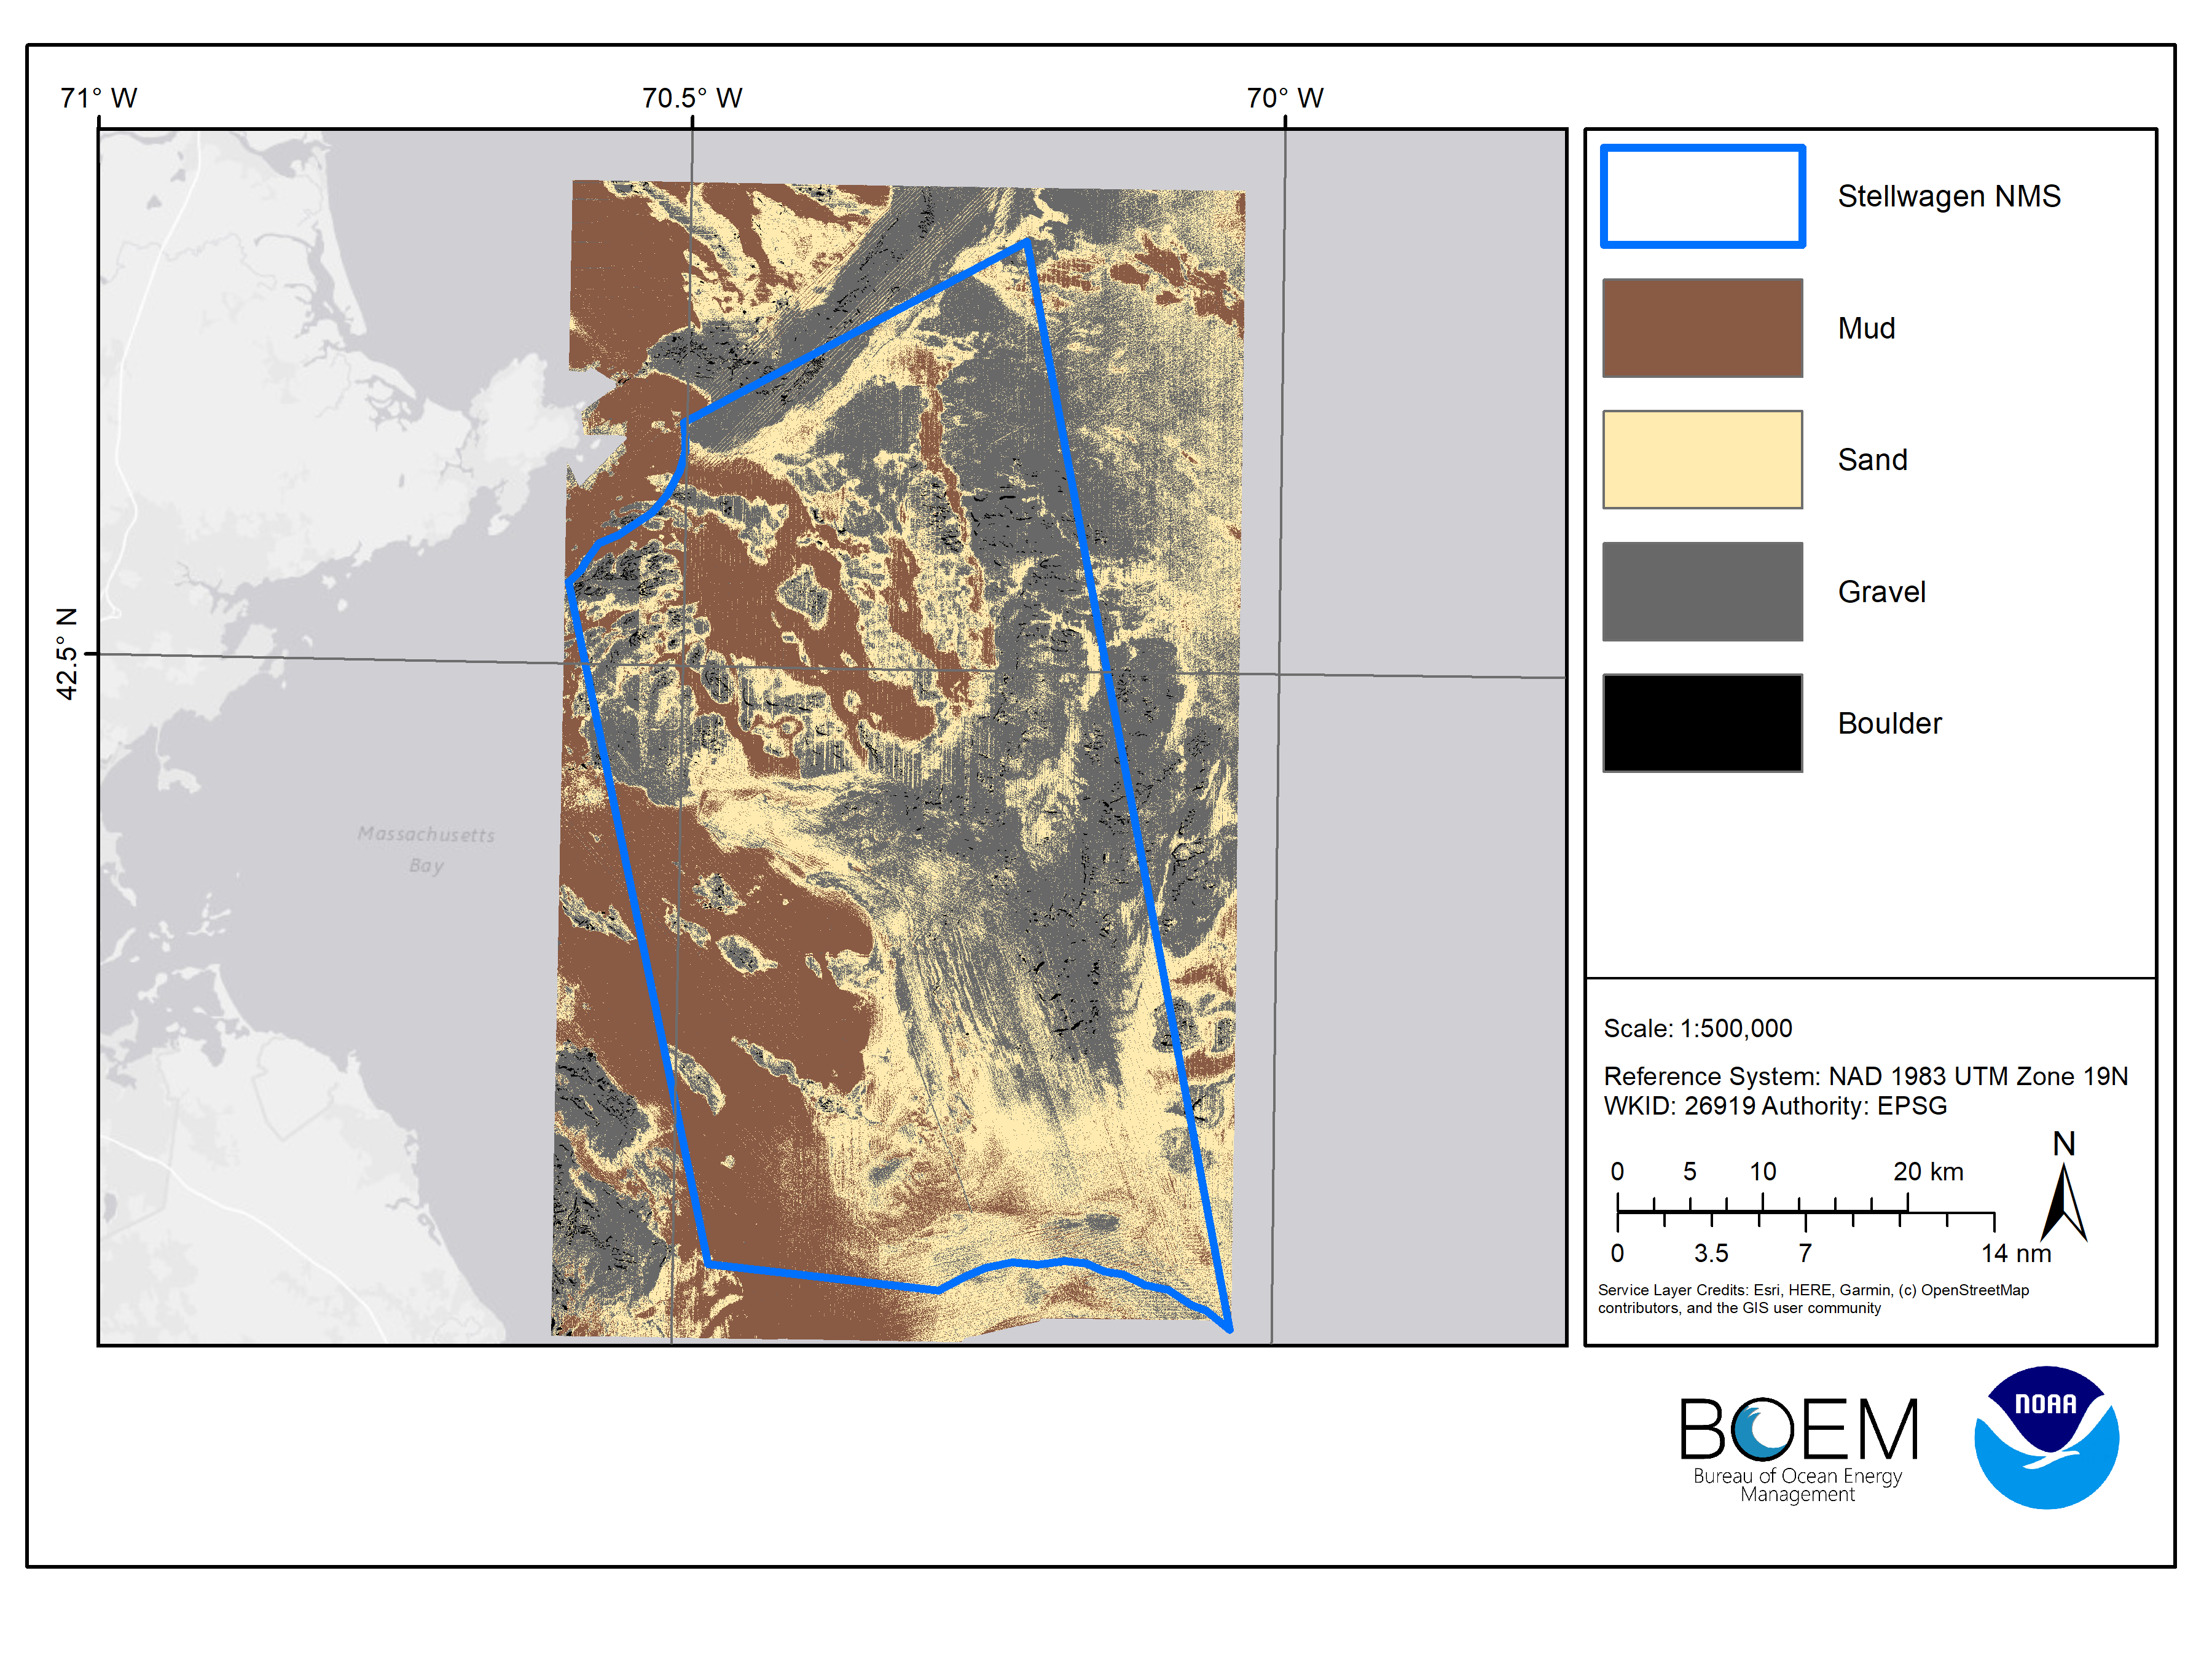 71° W
70.5° W
70° W
42.5° N
Massachusetts
Bay
Stellwagen NMS
Mud
Sand
Gravel
Boulder
Scale: 1:500,000
Reference System: NAD 1983 UTM Zone 19N
WKID: 26919 Authority: EPSG
N
0 5 10 20 km
0 3.5 7 14 nm
Service Layer Credits: Esri, HERE, Garmin, (c) OpenStreetMap
contributors, and the GIS user community
BOEM
Bureau of Ocean Energy
Management
NOAA